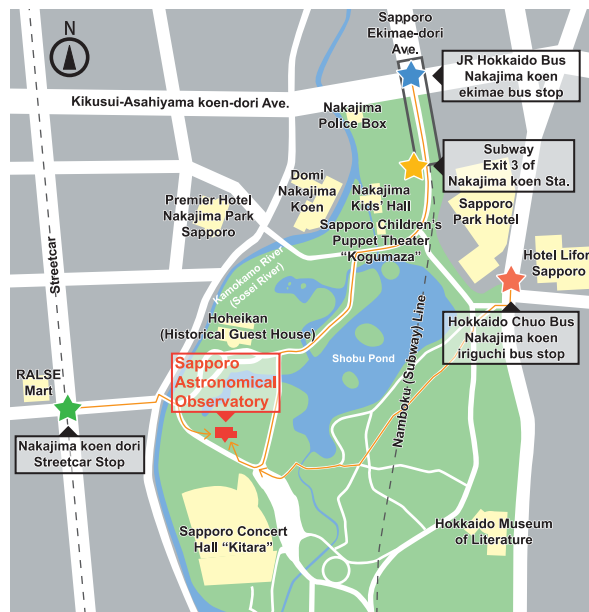 N
Sapporo
Ekimae-dori
Ave.
JR Hokkaido Bus
Nakajima koen
ekimae bus stop
Kikusui-Asahiyama koen-dori Ave.
Nakajima
Police Box
Subway
Exit 3 of
Nakajima koen Sta.
Domi
Nakajima
Koen
Nakajima
Kids' Hall
Premier Hotel
Nakajima Park
Sapporo
Sapporo
Park Hotel
Sapporo Children's
Puppet Theater
"Kogumaza"
Streetcar
Kamokamo River
(Sosei River)
Hotel Lifor
Sapporo
Hoheikan
(Historical Guest House)
Hokkaido Chuo Bus
Nakajima koen
iriguchi bus stop
Shobu Pond
Namboku (Subway) Line
Sapporo
Astronomical
Observatory
RALSE
Mart
Nakajima koen dori
Streetcar Stop
Sapporo Concert
Hall "Kitara"
Hokkaido Museum
of Literature